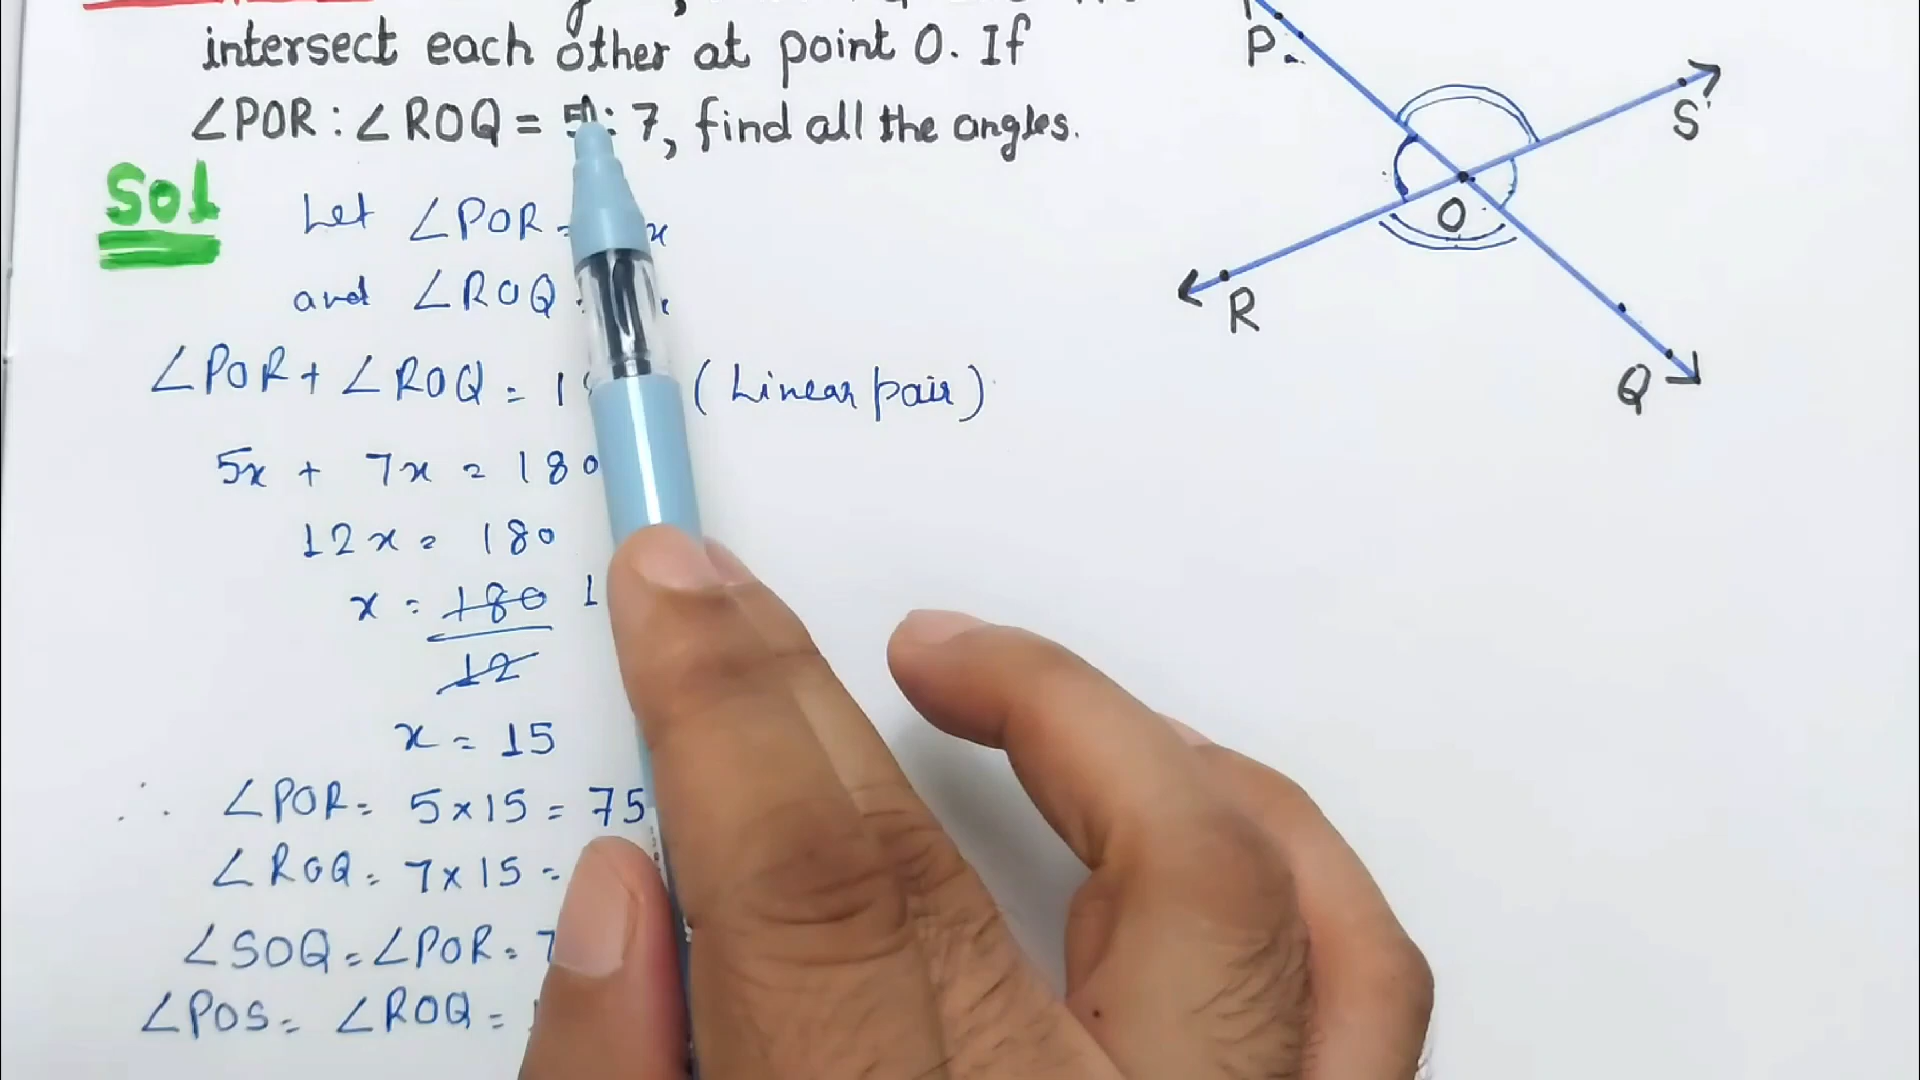 intersect each other at point O. If
∠POR : ∠ROQ = 5 : 7, find all the angles.
Sol
Let ∠POR = x
and ∠ROQ
∠POR + ∠ROQ = (Linear pair)
5x + 7x = 180
12x = 180
x = 180
12
x = 15
∴ ∠POR = 5 × 15 = 75
∠ROQ = 7 × 15 =
∠SOQ = ∠POR =
∠POS = ∠ROQ =
P
S
O
R
Q